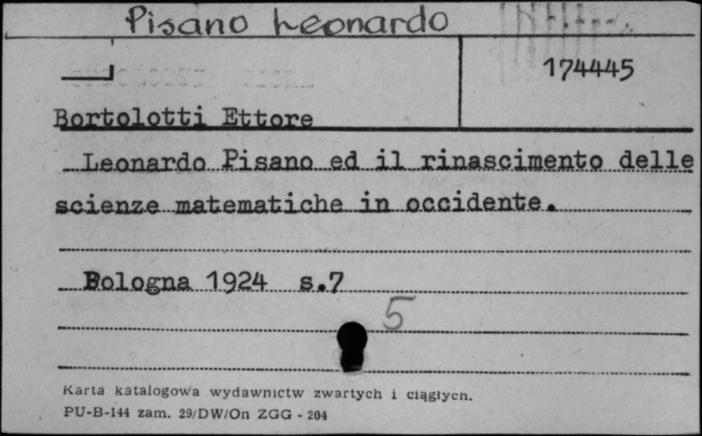 Pisano Leonardo
174445
Bortolotti Ettore
Leonardo Pisano ed il rinascimento delle
scienze matematiche in occidente.
Bologna 1924 s.7
5
Karta katalogowa wydawnictw zwartych i ciągłych.
PU-B-144 zam. 29/DW/On ZGG - 204